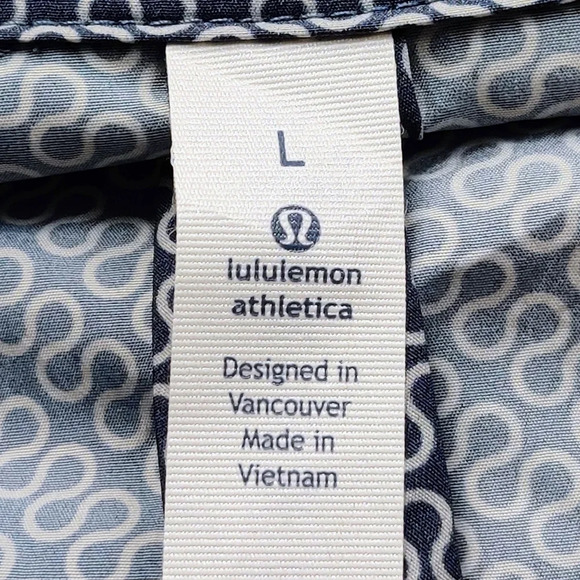 L
lululemon
athletica
Designed in
Vancouver
Made in
Vietnam